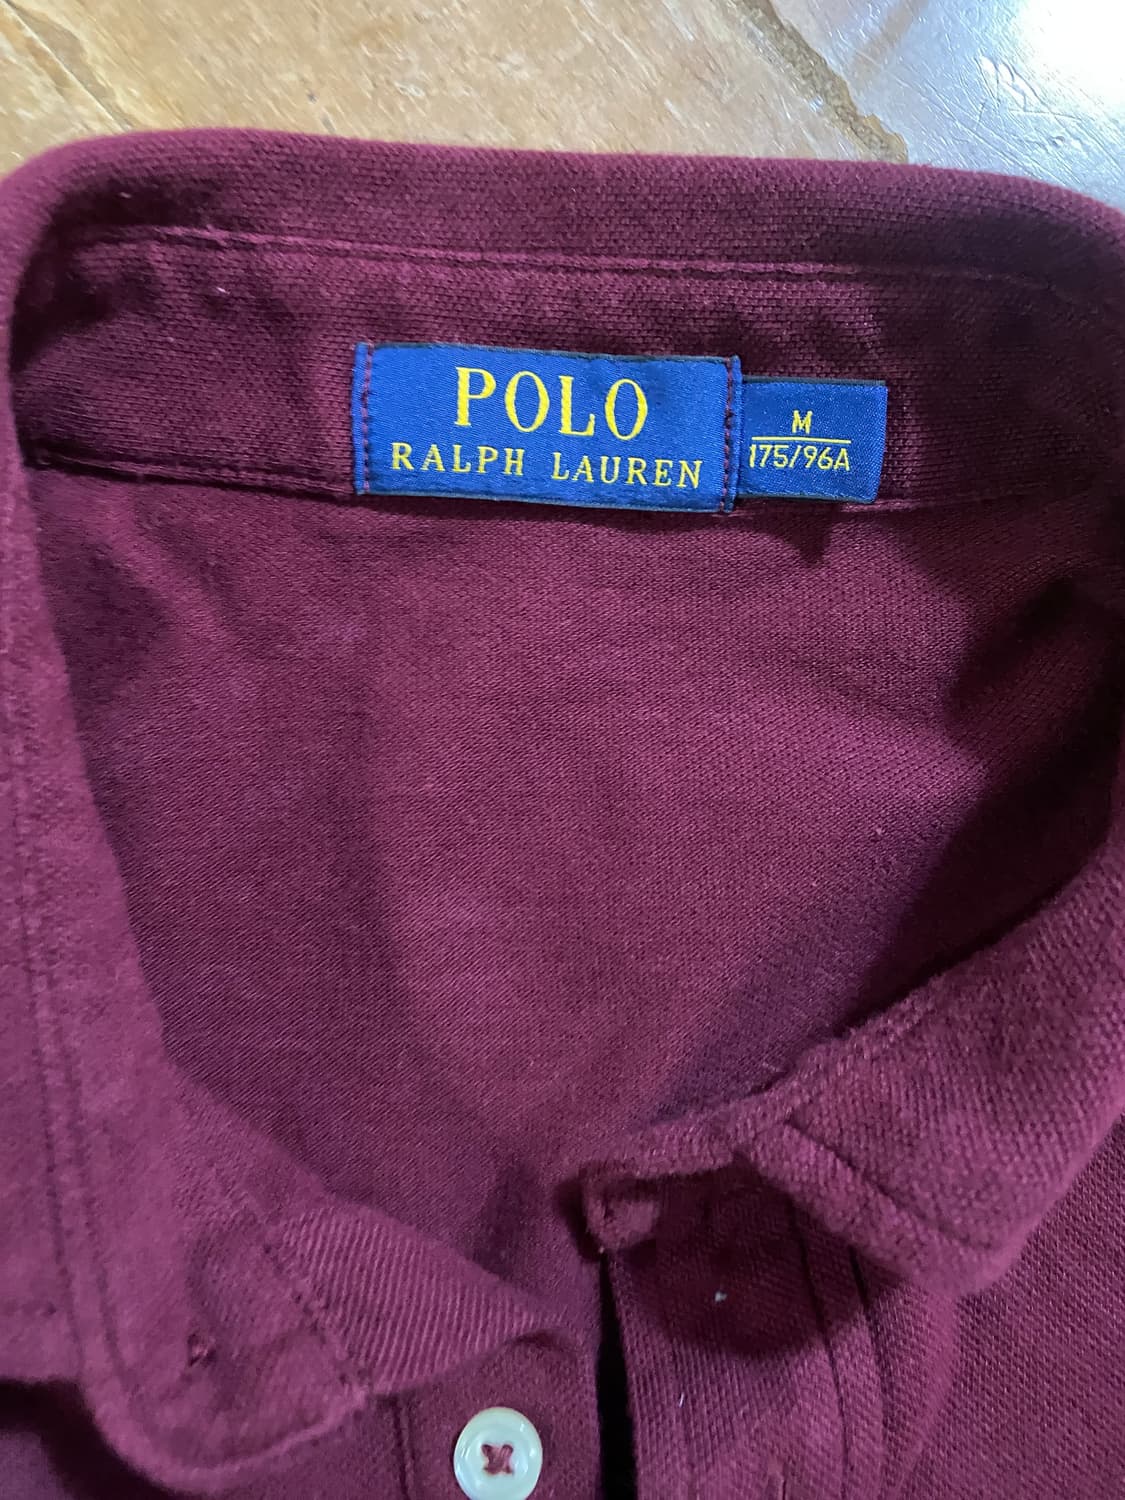 POLO
RALPH LAUREN
M
175/96A